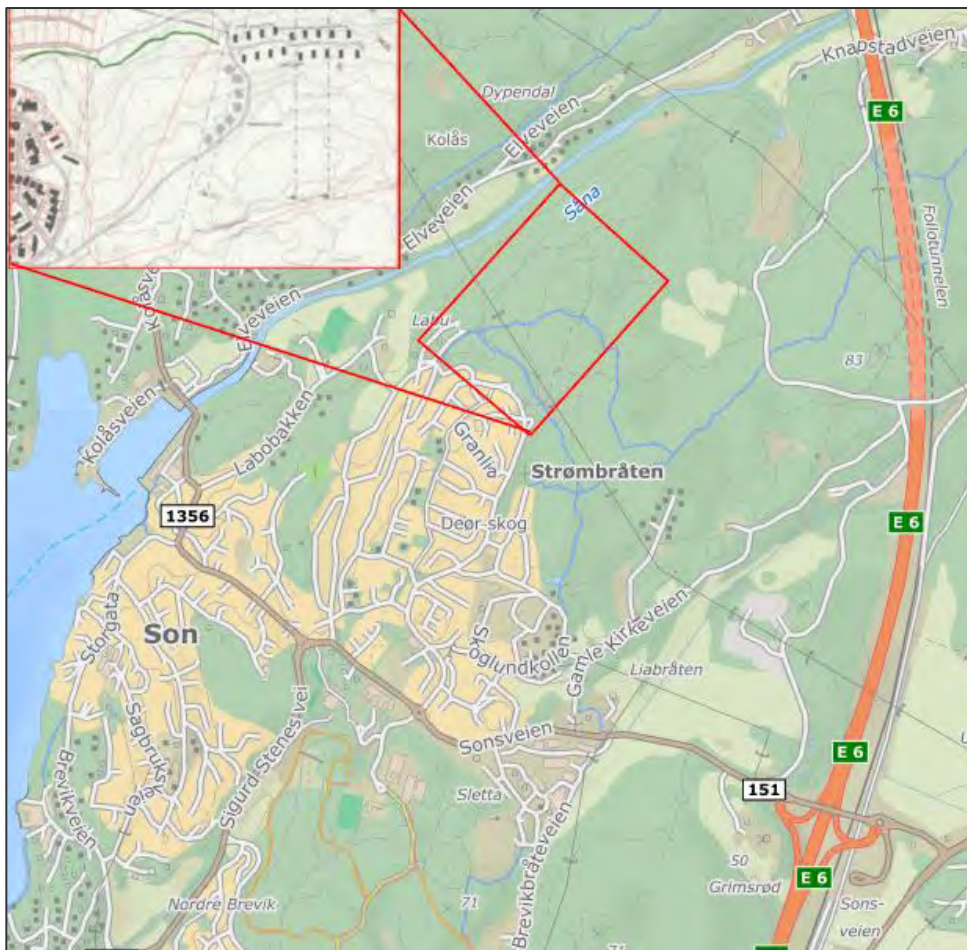 Knapstadveien
E 6
Dypendal
Kolås
Elveveien
Såna
Elveveien
Follotunnelen
Elveveien
Labu
83
Kolåsveien
Labobakken
Granlia
Strømbråten
Deør-skog
1356
E 6
Storgata
Son
Skoglundkollen
Gamle Kirkeveien
Liabråten
Sagbruksveien
Sigurd Stenes vei
Sonsveien
E 6
151
Sletta
Brevikveien
50
Grimsrød
E 6
Brevikbråteveien
Nordre Brevik
71
Sons-
veien
71